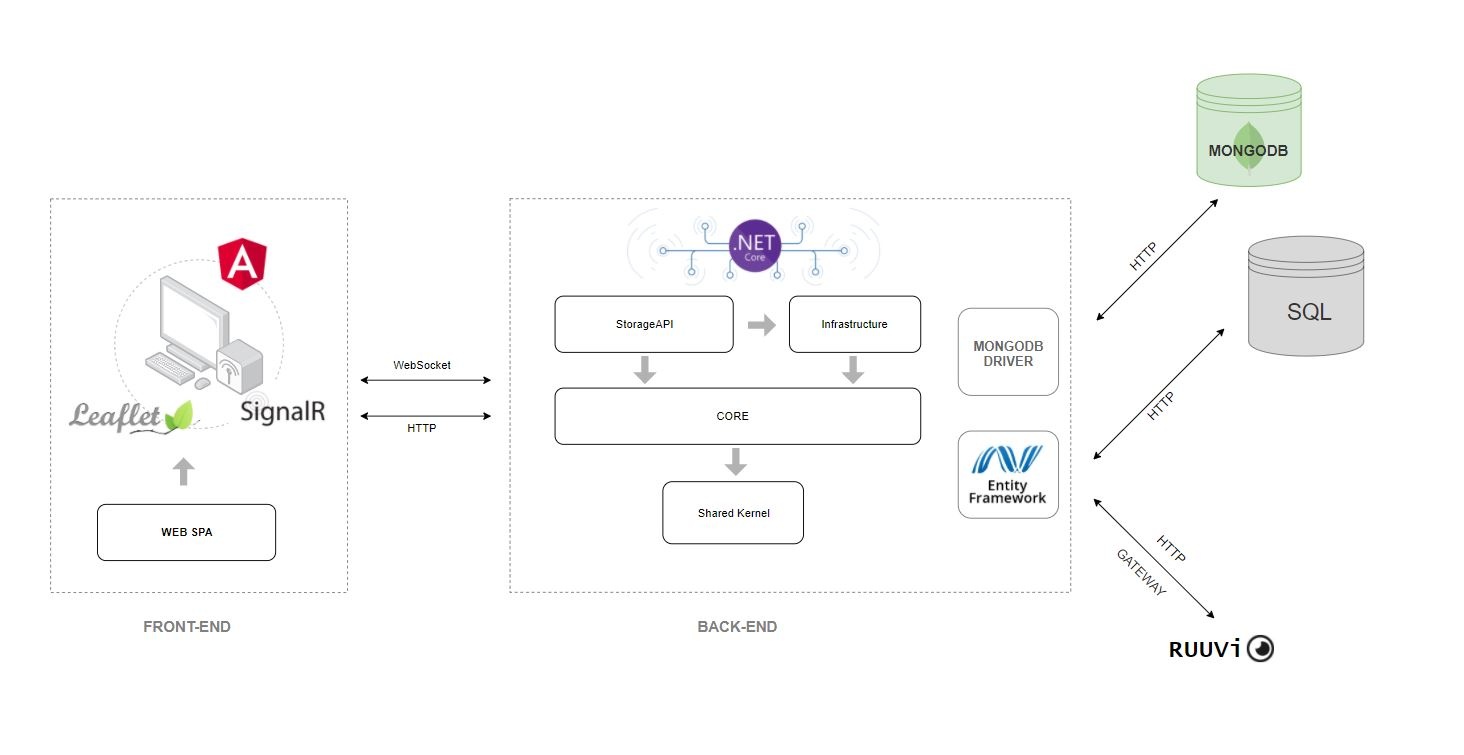 A
Leaflet
SignalR
WEB SPA
FRONT-END
WebSocket
HTTP
.NET
Core
StorageAPI
Infrastructure
CORE
Shared Kernel
MONGODB
DRIVER
Entity
Framework
BACK-END
HTTP
MONGODB
HTTP
SQL
HTTP
GATEWAY
RUUVi